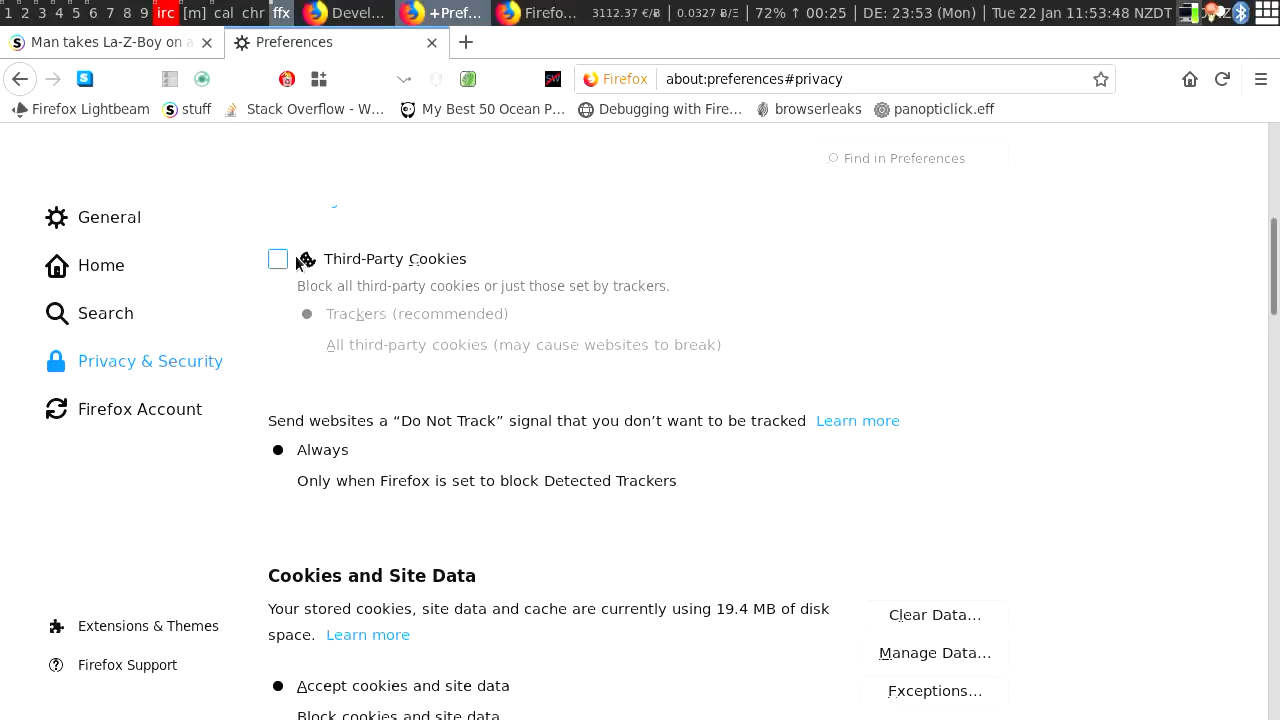 1 2 3 4 5 6 7 8 9 irc [m] cal chr ffx Devel... +Pref... Firefo... 3112.37 €/Ƀ 0.0327 Ƀ/Ξ 72% ↑ 00:25 DE: 23:53 (Mon) Tue 22 Jan 11:53:48 NZDT
Man takes La-Z-Boy on a Preferences
Firefox about:preferences#privacy
Firefox Lightbeam stuff Stack Overflow - W... My Best 50 Ocean P... Debugging with Fire... browserleaks panopticlick.eff
Find in Preferences
General
Third-Party Cookies
Home
Block all third-party cookies or just those set by trackers.
Search
Trackers (recommended)
All third-party cookies (may cause websites to break)
Privacy & Security
Firefox Account
Send websites a “Do Not Track” signal that you don’t want to be tracked Learn more
Always
Only when Firefox is set to block Detected Trackers
Cookies and Site Data
Your stored cookies, site data and cache are currently using 19.4 MB of disk
space. Learn more
Clear Data...
Manage Data...
Exceptions...
Extensions & Themes
Firefox Support
Accept cookies and site data
Block cookies and site data